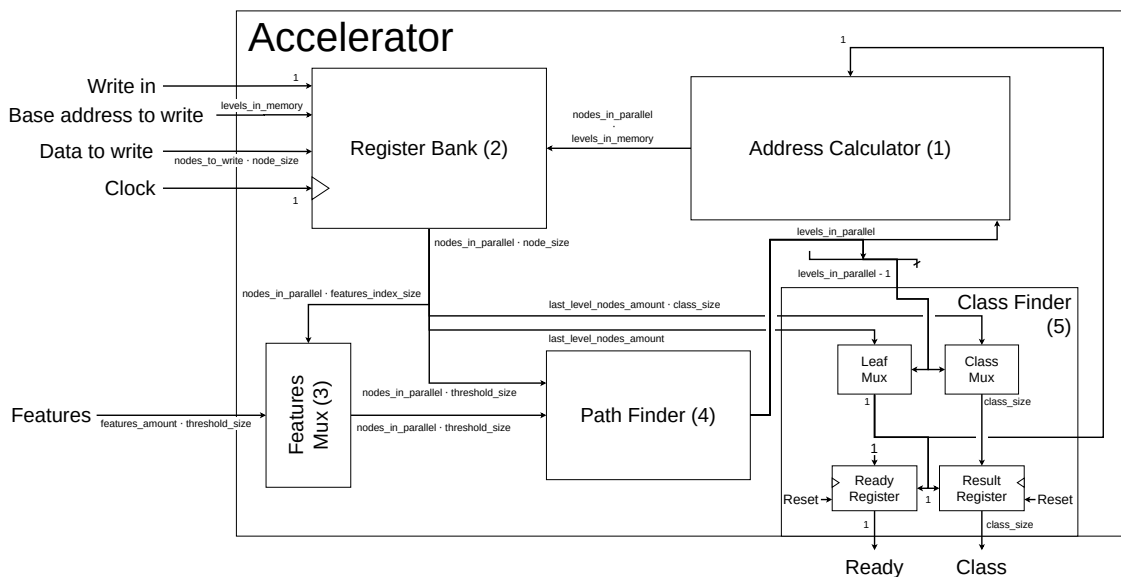 Accelerator
1
Write in
1
Base address to write
levels_in_memory
Data to write
nodes_to_write · node_size
Clock
1
Register Bank (2)
nodes_in_parallel
·
levels_in_memory
Address Calculator (1)
nodes_in_parallel · node_size
levels_in_parallel
levels_in_parallel - 1
nodes_in_parallel · features_index_size
last_level_nodes_amount · class_size
last_level_nodes_amount
Class Finder
(5)
Leaf
Mux
Class
Mux
Features
features_amount · threshold_size
Features
Mux (3)
nodes_in_parallel · threshold_size
nodes_in_parallel · threshold_size
Path Finder (4)
1
class_size
1
Ready
Register
Result
Register
Reset
1
Reset
1
class_size
Ready
Class